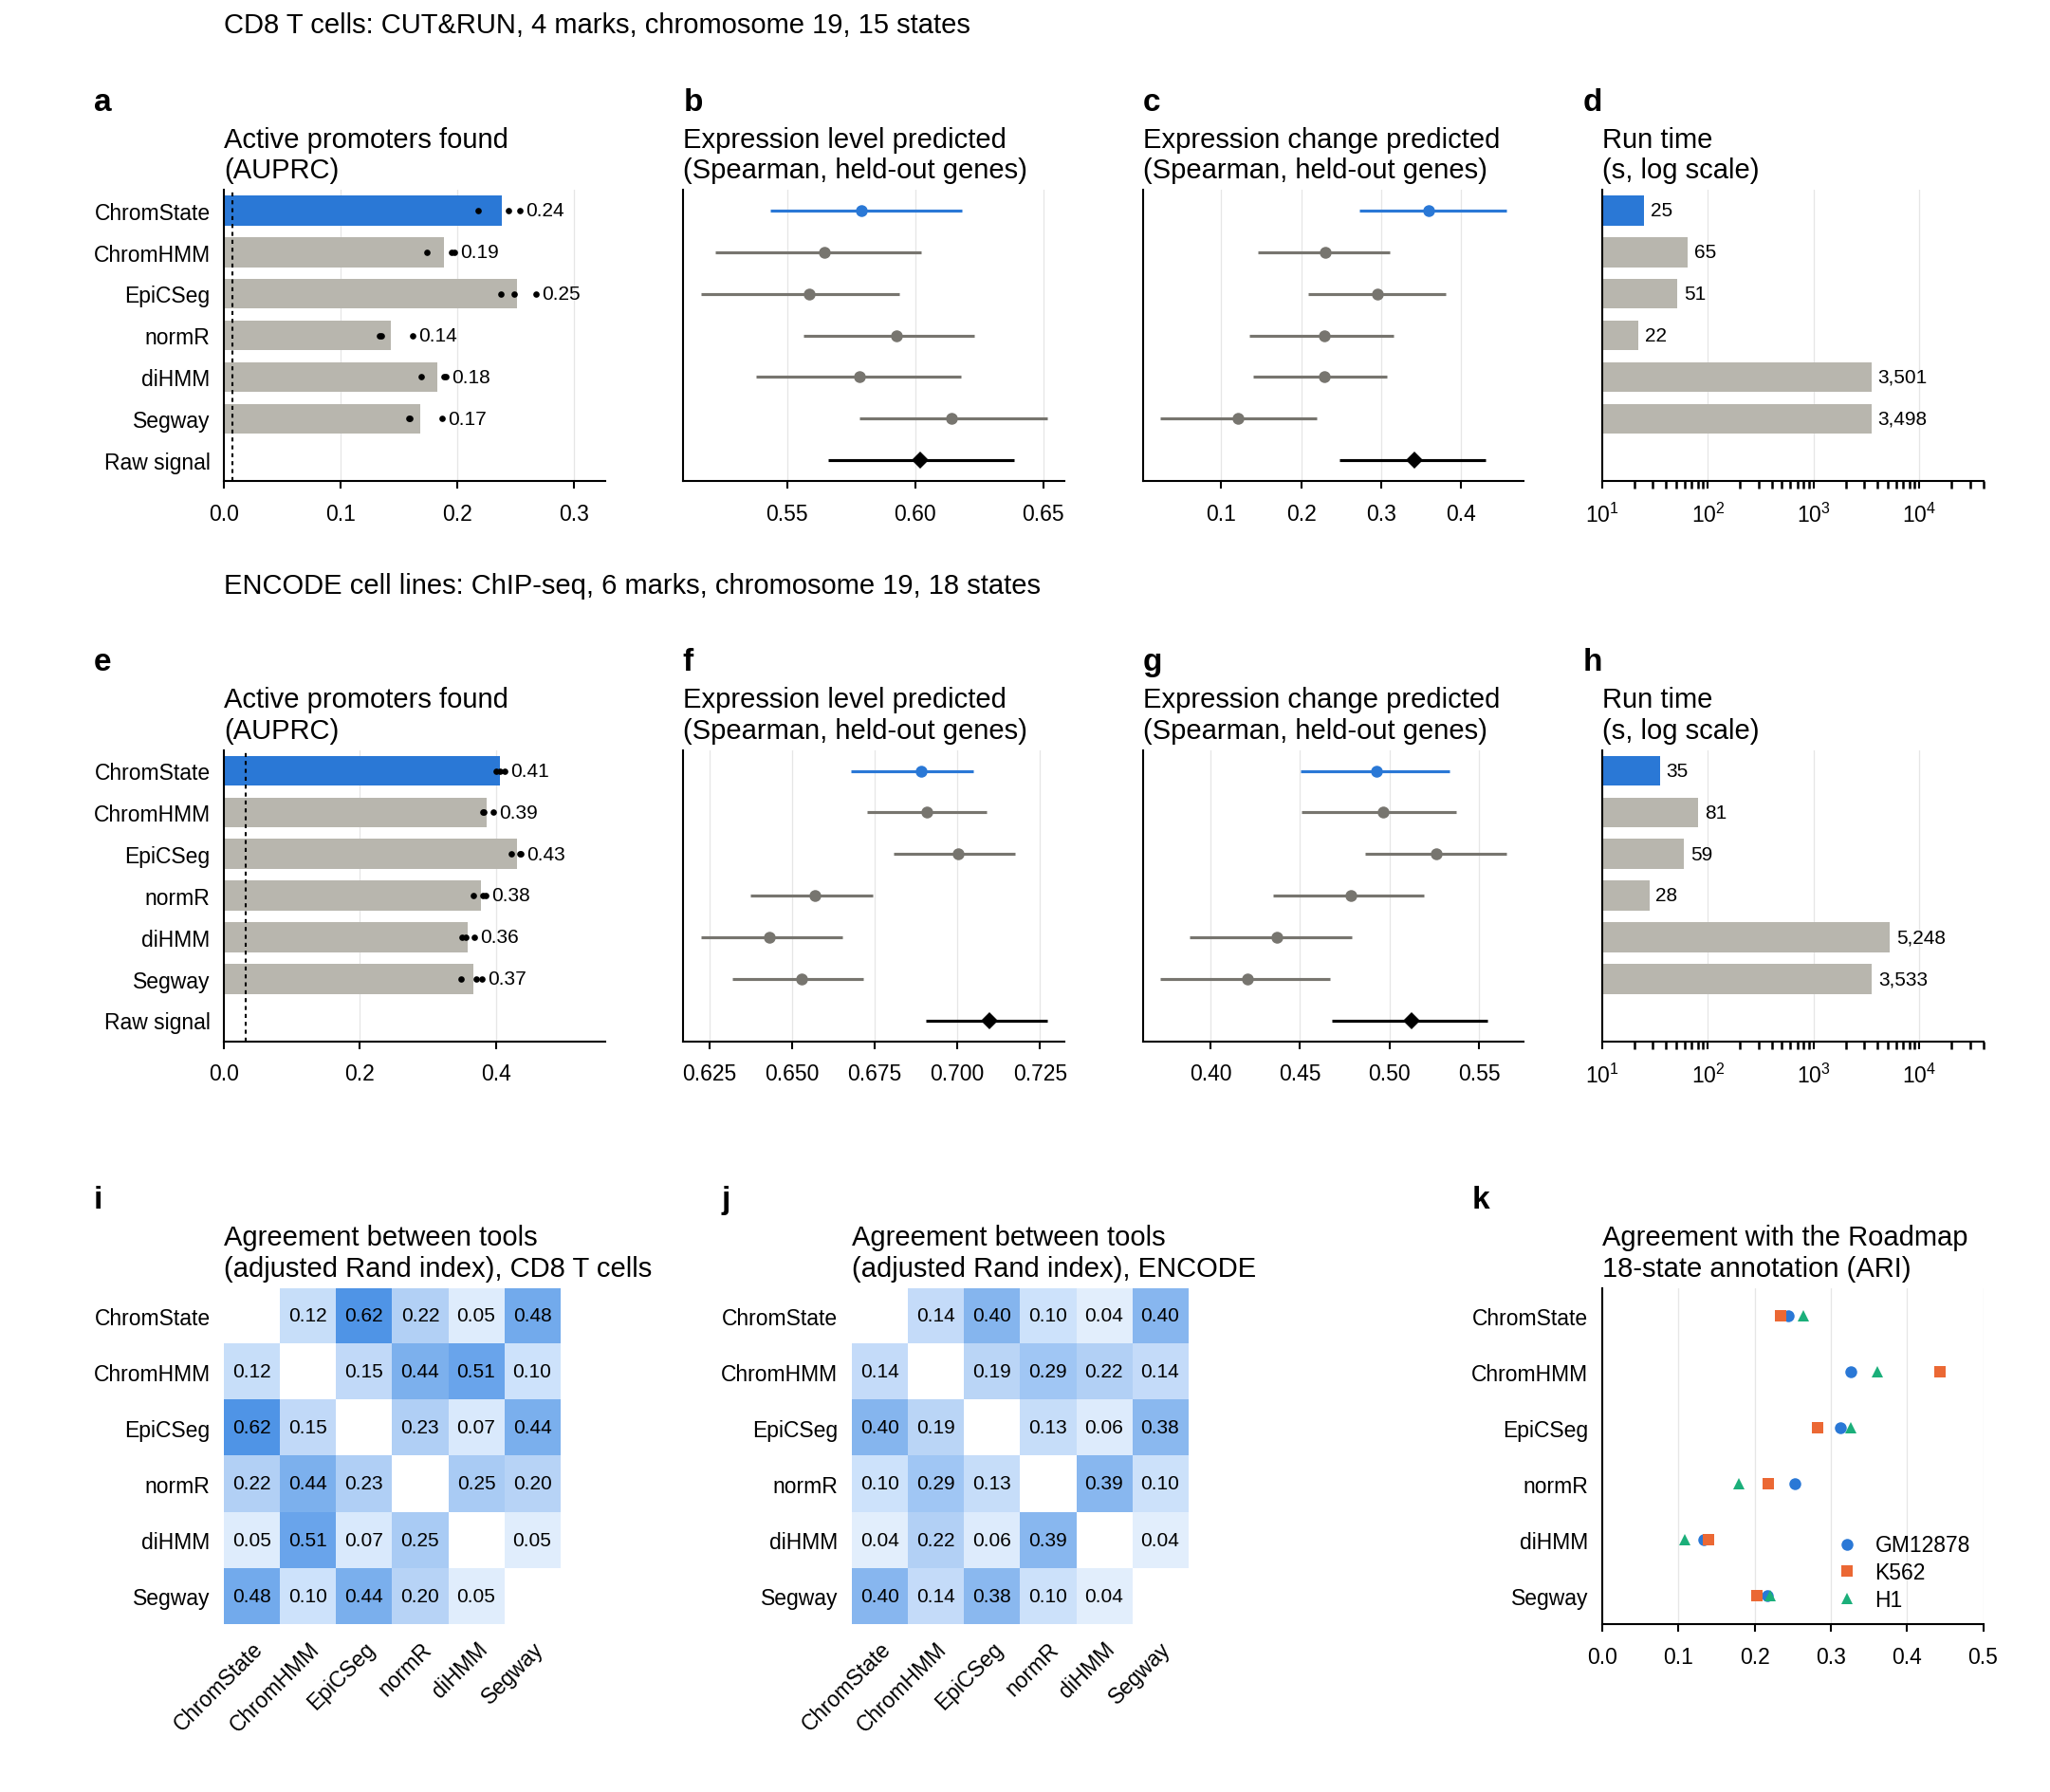 CD8 T cells: CUT&RUN, 4 marks, chromosome 19, 15 states
a
Active promoters found
(AUPRC)
ChromState
ChromHMM
EpiCSeg
normR
diHMM
Segway
Raw signal
0.24
0.19
0.25
0.14
0.18
0.17
0.0 0.1 0.2 0.3
b
Expression level predicted
(Spearman, held-out genes)
0.55 0.60 0.65
c
Expression change predicted
(Spearman, held-out genes)
0.1 0.2 0.3 0.4
d
Run time
(s, log scale)
25
65
51
22
3,501
3,498
10¹ 10² 10³ 10⁴
ENCODE cell lines: ChIP-seq, 6 marks, chromosome 19, 18 states
e
Active promoters found
(AUPRC)
ChromState
ChromHMM
EpiCSeg
normR
diHMM
Segway
Raw signal
0.41
0.39
0.43
0.38
0.36
0.37
0.0 0.2 0.4
f
Expression level predicted
(Spearman, held-out genes)
0.625 0.650 0.675 0.700 0.725
g
Expression change predicted
(Spearman, held-out genes)
0.40 0.45 0.50 0.55
h
Run time
(s, log scale)
35
81
59
28
5,248
3,533
10¹ 10² 10³ 10⁴
i
Agreement between tools
(adjusted Rand index), CD8 T cells
ChromState 0.12 0.62 0.22 0.05 0.48
ChromHMM 0.12 0.15 0.44 0.51 0.10
EpiCSeg 0.62 0.15 0.23 0.07 0.44
normR 0.22 0.44 0.23 0.25 0.20
diHMM 0.05 0.51 0.07 0.25 0.05
Segway 0.48 0.10 0.44 0.20 0.05
ChromState ChromHMM EpiCSeg normR diHMM Segway
j
Agreement between tools
(adjusted Rand index), ENCODE
ChromState 0.14 0.40 0.10 0.04 0.40
ChromHMM 0.14 0.19 0.29 0.22 0.14
EpiCSeg 0.40 0.19 0.13 0.06 0.38
normR 0.10 0.29 0.13 0.39 0.10
diHMM 0.04 0.22 0.06 0.39 0.04
Segway 0.40 0.14 0.38 0.10 0.04
ChromState ChromHMM EpiCSeg normR diHMM Segway
k
Agreement with the Roadmap
18-state annotation (ARI)
ChromState
ChromHMM
EpiCSeg
normR
diHMM
Segway
GM12878
K562
H1
0.0 0.1 0.2 0.3 0.4 0.5